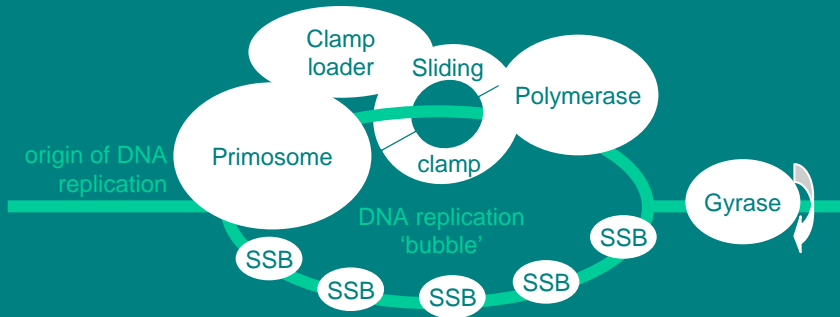 Clamp
loader
Sliding
clamp
Polymerase
origin of DNA
replication
Primosome
Gyrase
DNA replication
‘bubble’
SSB
SSB
SSB
SSB
SSB